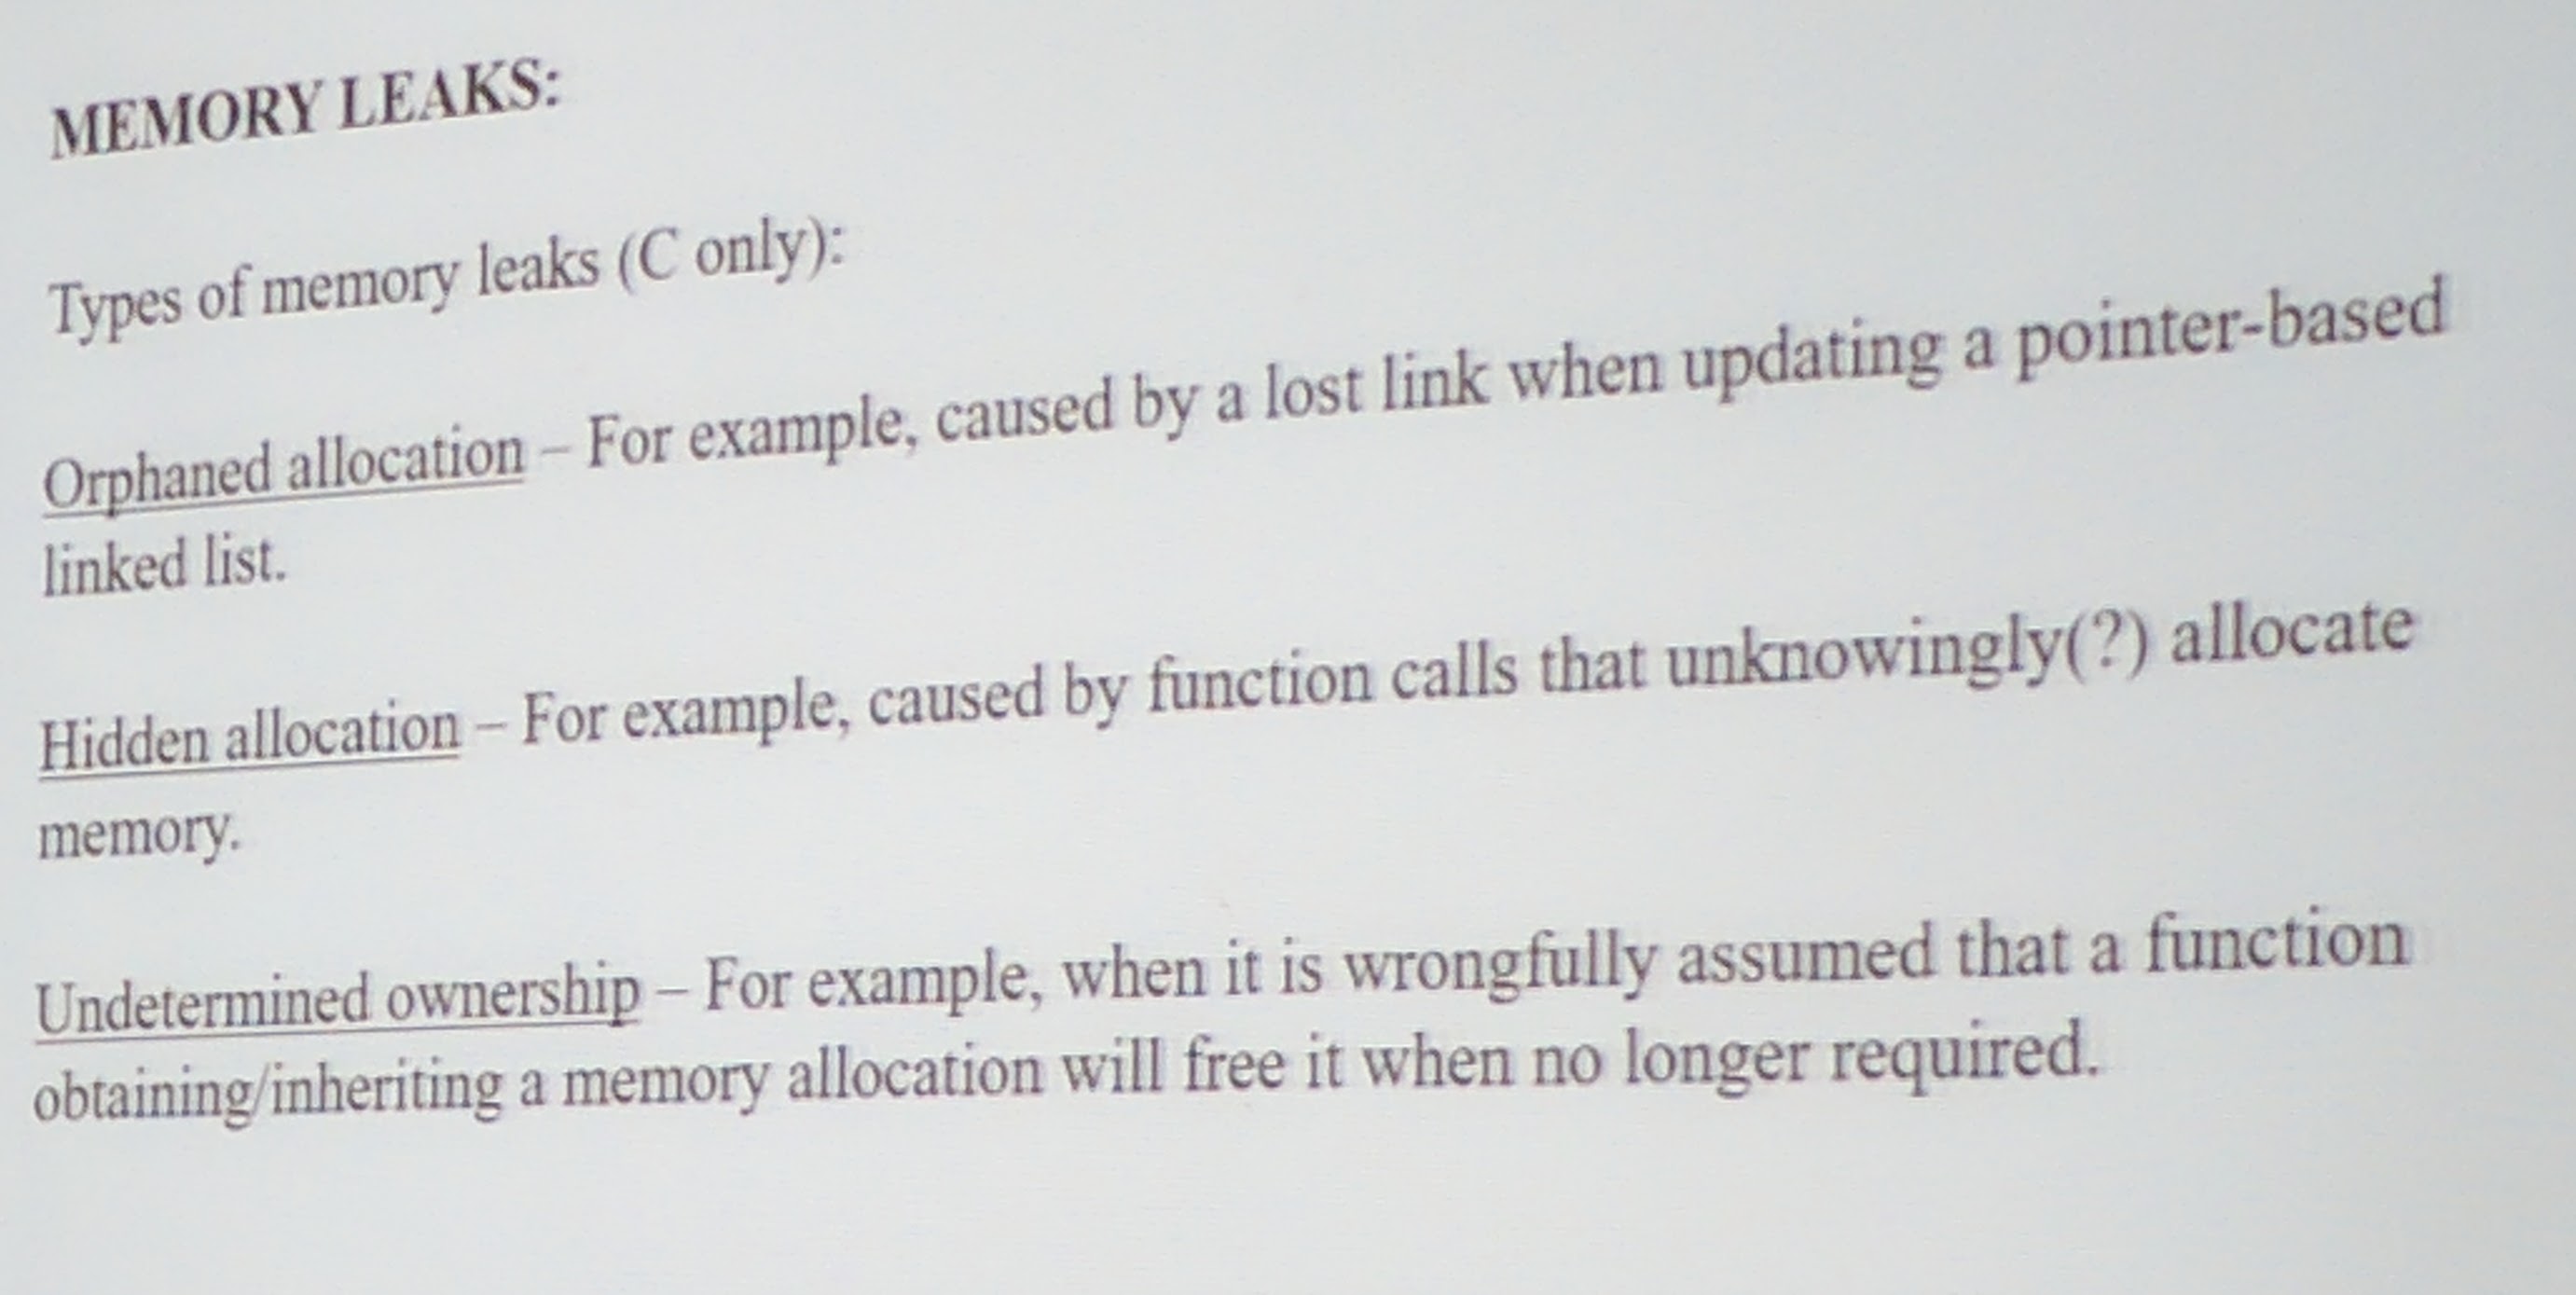 MEMORY LEAKS:
Types of memory leaks (C only):
Orphaned allocation – For example, caused by a lost link when updating a pointer-based
linked list.
Hidden allocation – For example, caused by function calls that unknowingly(?) allocate
memory.
Undetermined ownership – For example, when it is wrongfully assumed that a function
obtaining/inheriting a memory allocation will free it when no longer required.